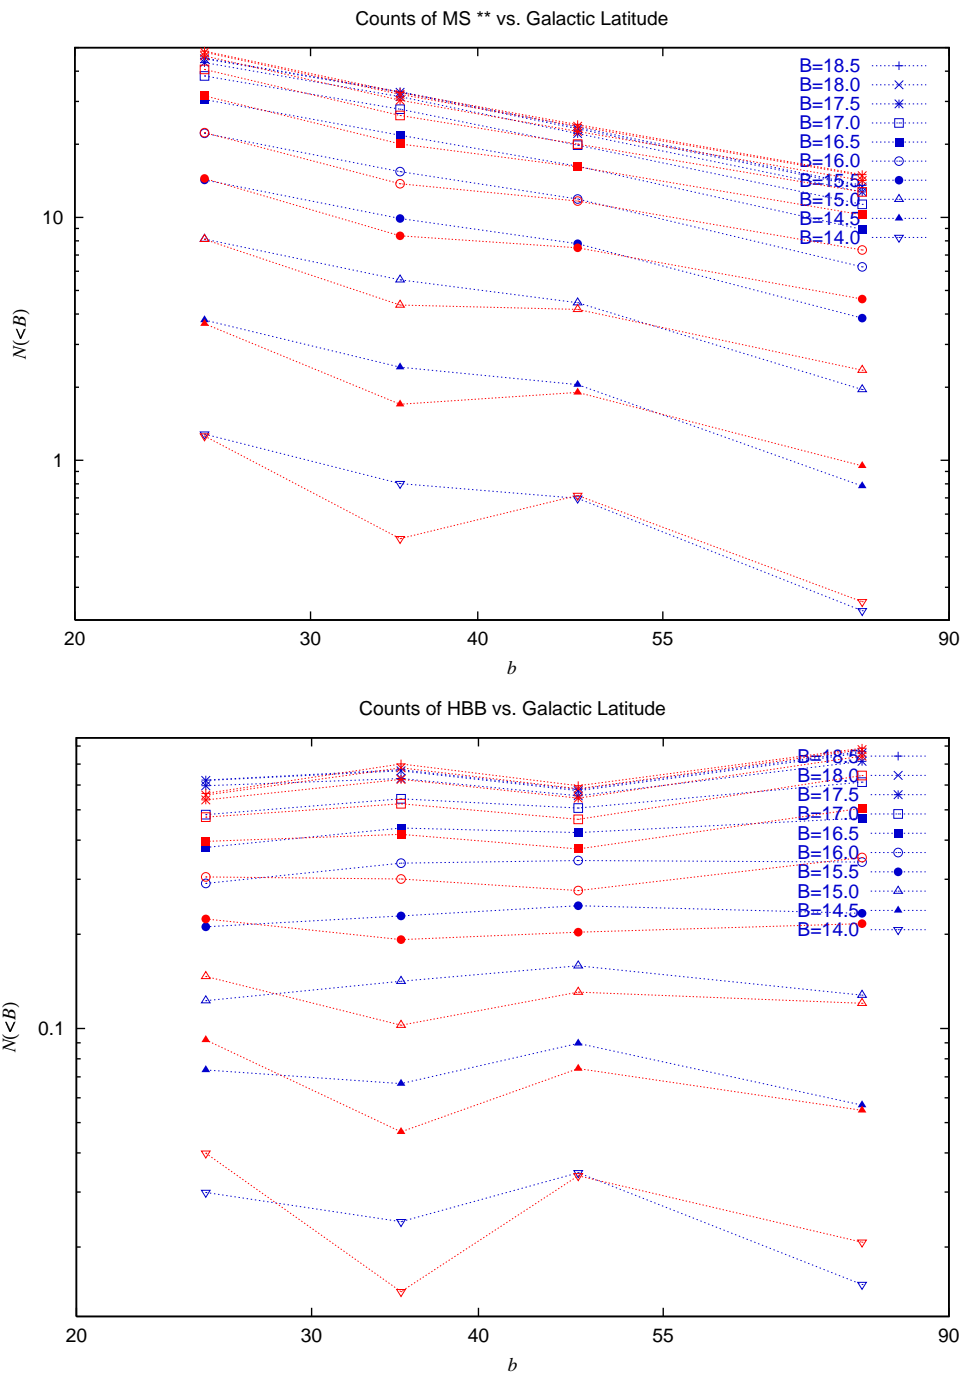 Counts of MS ** vs. Galactic Latitude
B=18.5
B=18.0
B=17.5
B=17.0
B=16.5
B=16.0
B=15.5
B=15.0
B=14.5
B=14.0
10
1
N(<B)
20 30 40 55 90
b
Counts of HBB vs. Galactic Latitude
B=18.5
B=18.0
B=17.5
B=17.0
B=16.5
B=16.0
B=15.5
B=15.0
B=14.5
B=14.0
0.1
N(<B)
20 30 40 55 90
b